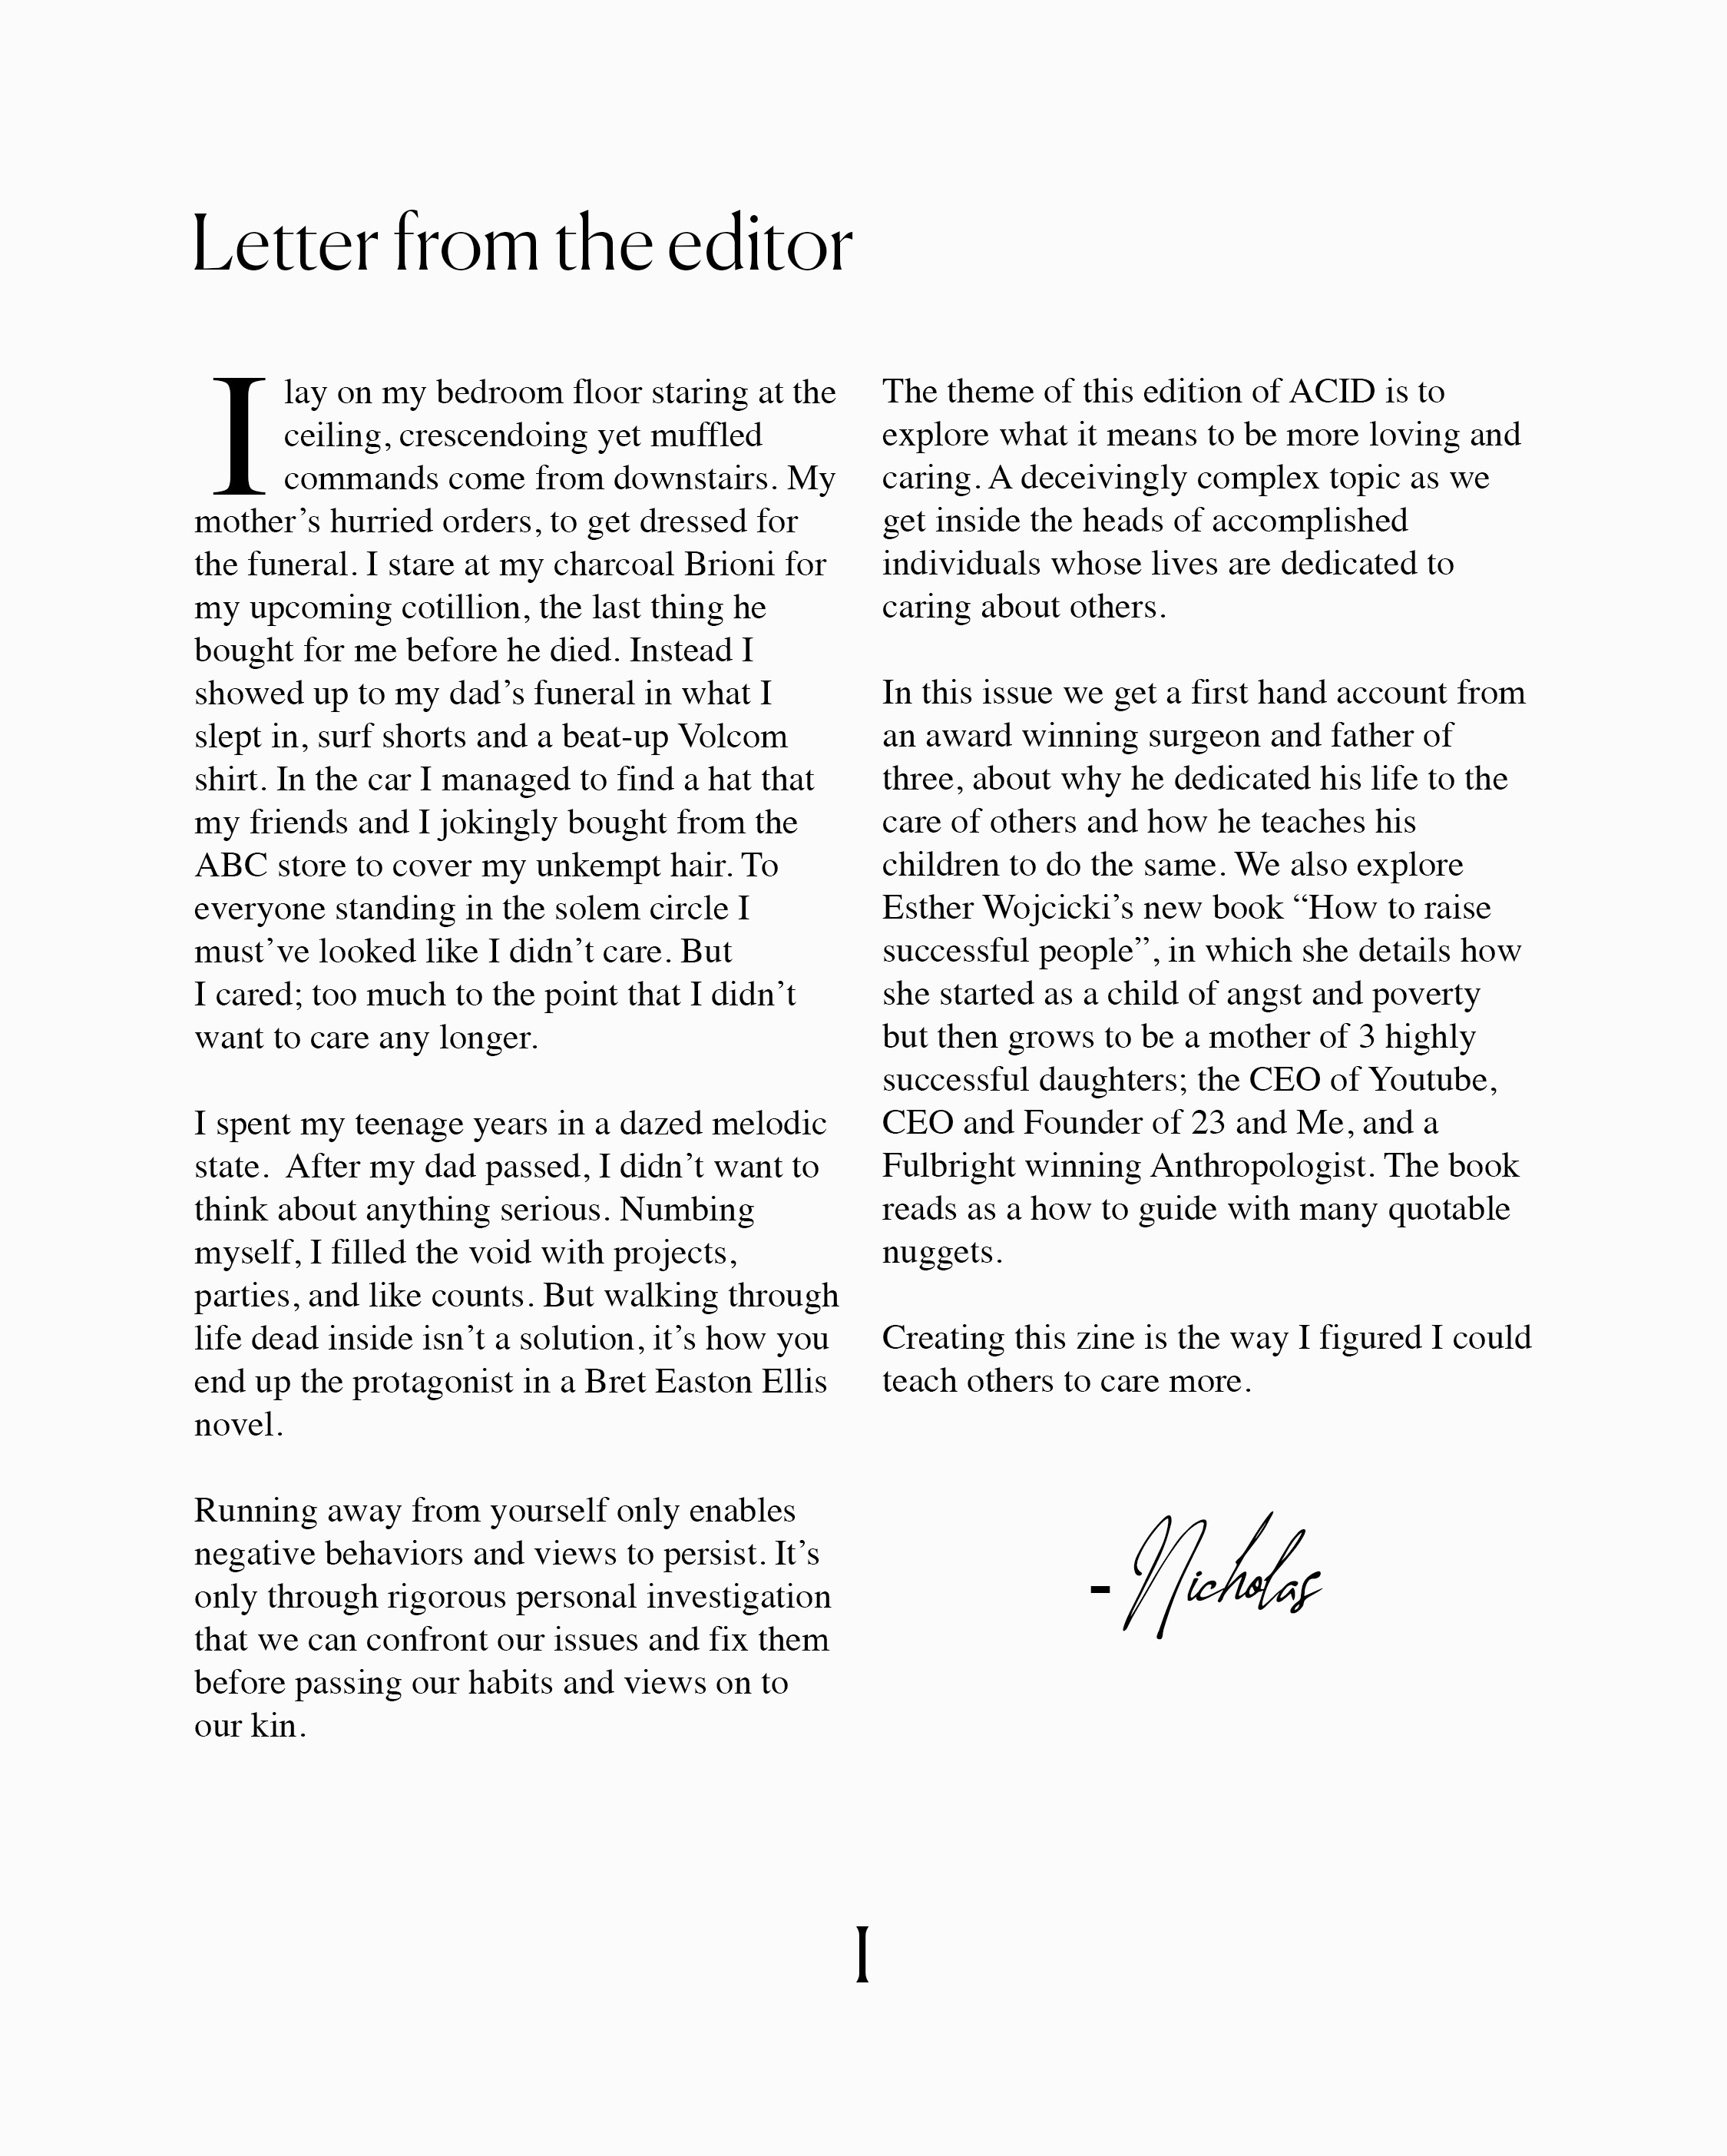 Letter from the editor
I lay on my bedroom floor staring at the
ceiling, crescendoing yet muffled
commands come from downstairs. My
mother’s hurried orders, to get dressed for
the funeral. I stare at my charcoal Brioni for
my upcoming cotillion, the last thing he
bought for me before he died. Instead I
showed up to my dad’s funeral in what I
slept in, surf shorts and a beat-up Volcom
shirt. In the car I managed to find a hat that
my friends and I jokingly bought from the
ABC store to cover my unkempt hair. To
everyone standing in the solem circle I
must’ve looked like I didn’t care. But
I cared; too much to the point that I didn’t
want to care any longer.
I spent my teenage years in a dazed melodic
state.  After my dad passed, I didn’t want to
think about anything serious. Numbing
myself, I filled the void with projects,
parties, and like counts. But walking through
life dead inside isn’t a solution, it’s how you
end up the protagonist in a Bret Easton Ellis
novel.
Running away from yourself only enables
negative behaviors and views to persist. It’s
only through rigorous personal investigation
that we can confront our issues and fix them
before passing our habits and views on to
our kin.
The theme of this edition of ACID is to
explore what it means to be more loving and
caring. A deceivingly complex topic as we
get inside the heads of accomplished
individuals whose lives are dedicated to
caring about others.
In this issue we get a first hand account from
an award winning surgeon and father of
three, about why he dedicated his life to the
care of others and how he teaches his
children to do the same. We also explore
Esther Wojcicki’s new book “How to raise
successful people”, in which she details how
she started as a child of angst and poverty
but then grows to be a mother of 3 highly
successful daughters; the CEO of Youtube,
CEO and Founder of 23 and Me, and a
Fulbright winning Anthropologist. The book
reads as a how to guide with many quotable
nuggets.
Creating this zine is the way I figured I could
teach others to care more.
- Nicholas
I